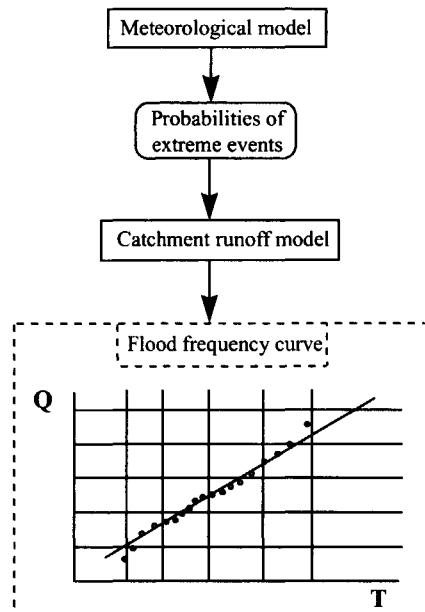 Meteorological model
Probabilities of
extreme events
Catchment runoff model
Flood frequency curve
Q
T